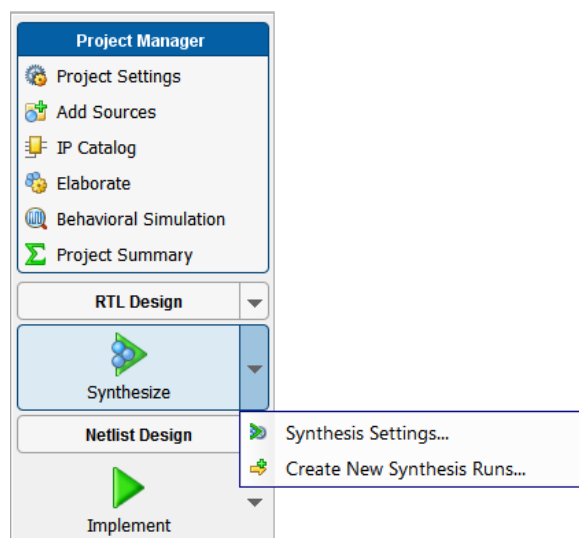 Project Manager
Project Settings
Add Sources
IP Catalog
Elaborate
Behavioral Simulation
Project Summary
RTL Design
Synthesize
Netlist Design
Synthesis Settings...
Create New Synthesis Runs...
Implement